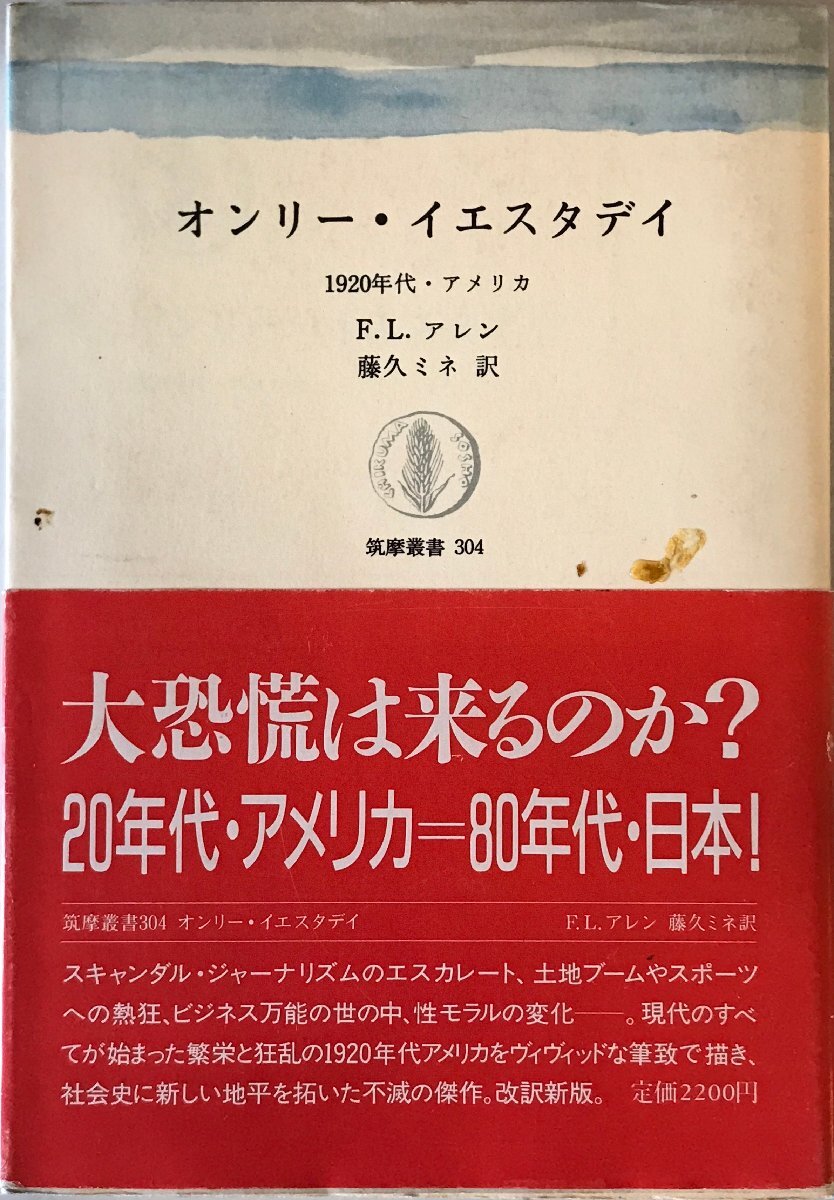 オンリー・イエスタデイ
1920年代・アメリカ
F.L.アレン
藤久ミネ 訳
CHIKUMA SOSHO
筑摩叢書 304
大恐慌は来るのか?
20年代・アメリカ=80年代・日本!
筑摩叢書304 オンリー・イエスタデイ F.L.アレン 藤久ミネ訳
スキャンダル・ジャーナリズムのエスカレート、土地ブームやスポーツ
への熱狂、ビジネス万能の世の中、性モラルの変化――。現代のすべ
てが始まった繁栄と狂乱の1920年代アメリカをヴィヴィッドな筆致で描き、
社会史に新しい地平を拓いた不滅の傑作。改訳新版。 定価2200円